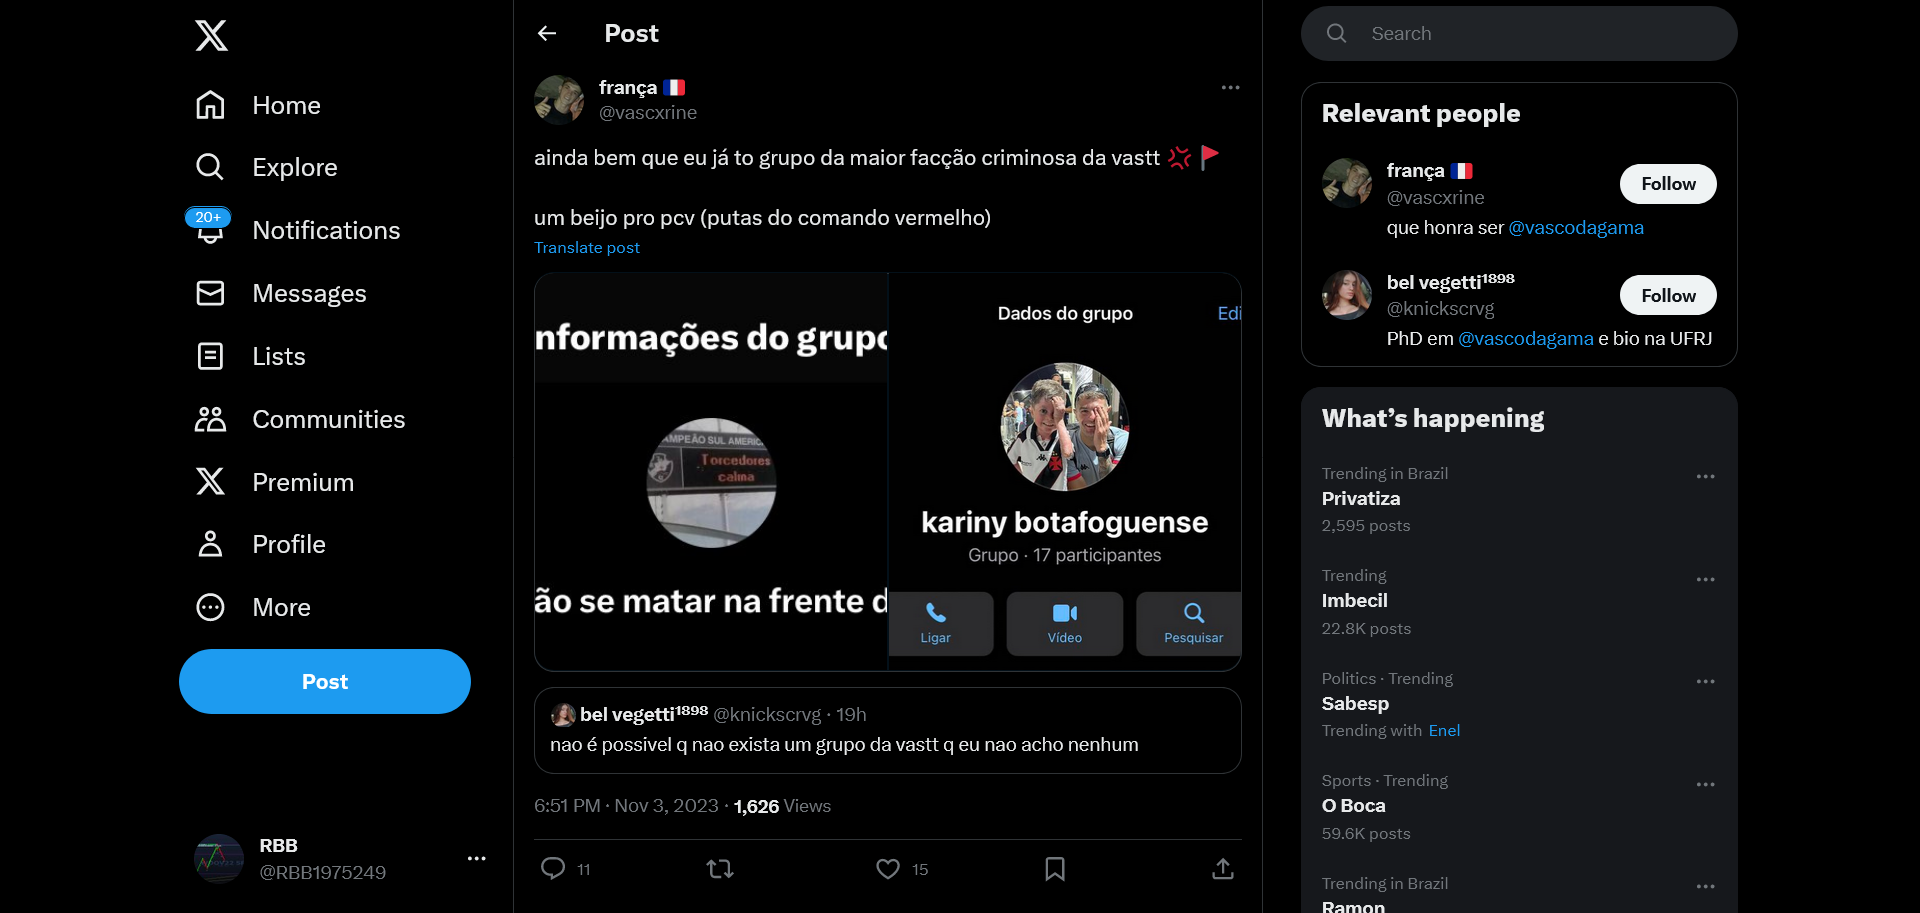 Home
Explore
20+
Notifications
Messages
Lists
Communities
Premium
Profile
More
Post
RBB
@RBB1975249
Post
frança
@vascxrine
ainda bem que eu já to grupo da maior facção criminosa da vastt
um beijo pro pcv (putas do comando vermelho)
Translate post
nformações do grupo
AMPEÃO SUL AMERIC
Torcedores
calma
ão se matar na frente d
Dados do grupo
Edi
kariny botafoguense
Grupo · 17 participantes
Ligar
Vídeo
Pesquisar
bel vegetti¹⁸⁹⁸ @knickscrvg · 19h
nao é possivel q nao exista um grupo da vastt q eu nao acho nenhum
6:51 PM · Nov 3, 2023 · 1,626 Views
11
15
Search
Relevant people
frança
@vascxrine
Follow
que honra ser @vascodagama
bel vegetti¹⁸⁹⁸
@knickscrvg
Follow
PhD em @vascodagama e bio na UFRJ
What's happening
Trending in Brazil
Privatiza
2,595 posts
Trending
Imbecil
22.8K posts
Politics · Trending
Sabesp
Trending with Enel
Sports · Trending
O Boca
59.6K posts
Trending in Brazil
Ramon